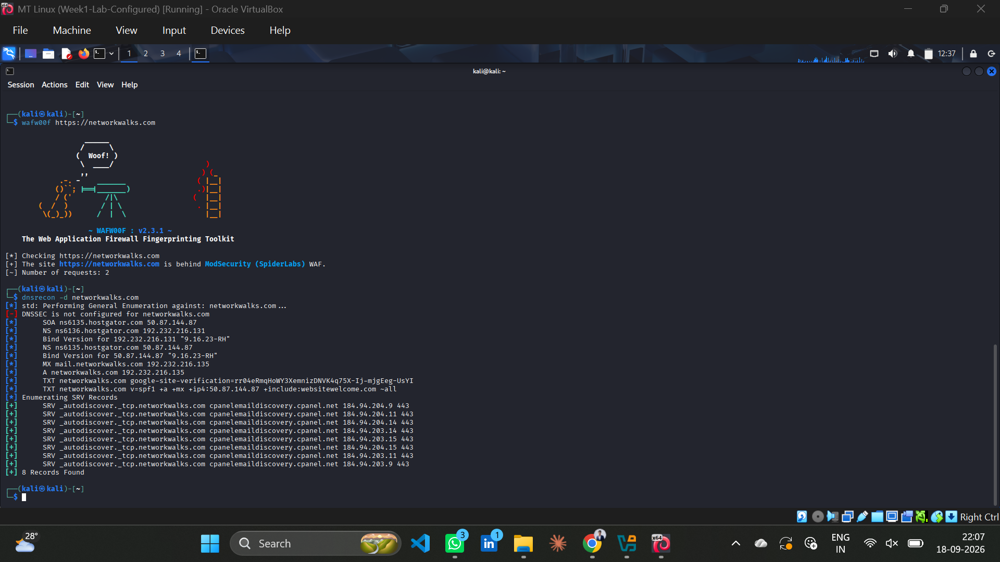 MT Linux (Week1-Lab-Configured) [Running] - Oracle VirtualBox
File Machine View Input Devices Help
1 2 3 4 12:37
kali@kali: ~
Session Actions Edit View Help
┌──(kali㉿kali)-[~]
└─$ wafw00f https://networkwalks.com
( Woof! )
~ WAFW00F : v2.3.1 ~
The Web Application Firewall Fingerprinting Toolkit
[*] Checking https://networkwalks.com
[+] The site https://networkwalks.com is behind ModSecurity (SpiderLabs) WAF.
[~] Number of requests: 2
┌──(kali㉿kali)-[~]
└─$ dnsrecon -d networkwalks.com
[*] std: Performing General Enumeration against: networkwalks.com...
[-] DNSSEC is not configured for networkwalks.com
[*] SOA ns6135.hostgator.com 50.87.144.87
[*] NS ns6136.hostgator.com 192.232.216.131
[*] Bind Version for 192.232.216.131 "9.16.23-RH"
[*] NS ns6135.hostgator.com 50.87.144.87
[*] Bind Version for 50.87.144.87 "9.16.23-RH"
[*] MX mail.networkwalks.com 192.232.216.135
[*] A networkwalks.com 192.232.216.135
[*] TXT networkwalks.com google-site-verification=rr04eRmqHoWY3XemnizDNVK4q75X-Ij-mjgEeg-UsYI
[*] TXT networkwalks.com v=spf1 +a +mx +ip4:50.87.144.87 +include:websitewelcome.com ~all
[*] Enumerating SRV Records
[+] SRV _autodiscover._tcp.networkwalks.com cpanelemaildiscovery.cpanel.net 184.94.204.9 443
[+] SRV _autodiscover._tcp.networkwalks.com cpanelemaildiscovery.cpanel.net 184.94.204.11 443
[+] SRV _autodiscover._tcp.networkwalks.com cpanelemaildiscovery.cpanel.net 184.94.204.14 443
[+] SRV _autodiscover._tcp.networkwalks.com cpanelemaildiscovery.cpanel.net 184.94.203.14 443
[+] SRV _autodiscover._tcp.networkwalks.com cpanelemaildiscovery.cpanel.net 184.94.203.15 443
[+] SRV _autodiscover._tcp.networkwalks.com cpanelemaildiscovery.cpanel.net 184.94.204.15 443
[+] SRV _autodiscover._tcp.networkwalks.com cpanelemaildiscovery.cpanel.net 184.94.203.11 443
[+] SRV _autodiscover._tcp.networkwalks.com cpanelemaildiscovery.cpanel.net 184.94.203.9 443
[+] 8 Records Found
┌──(kali㉿kali)-[~]
└─$
Right Ctrl
28°
Search
3
1
x64
ENG
IN
22:07
18-09-2026